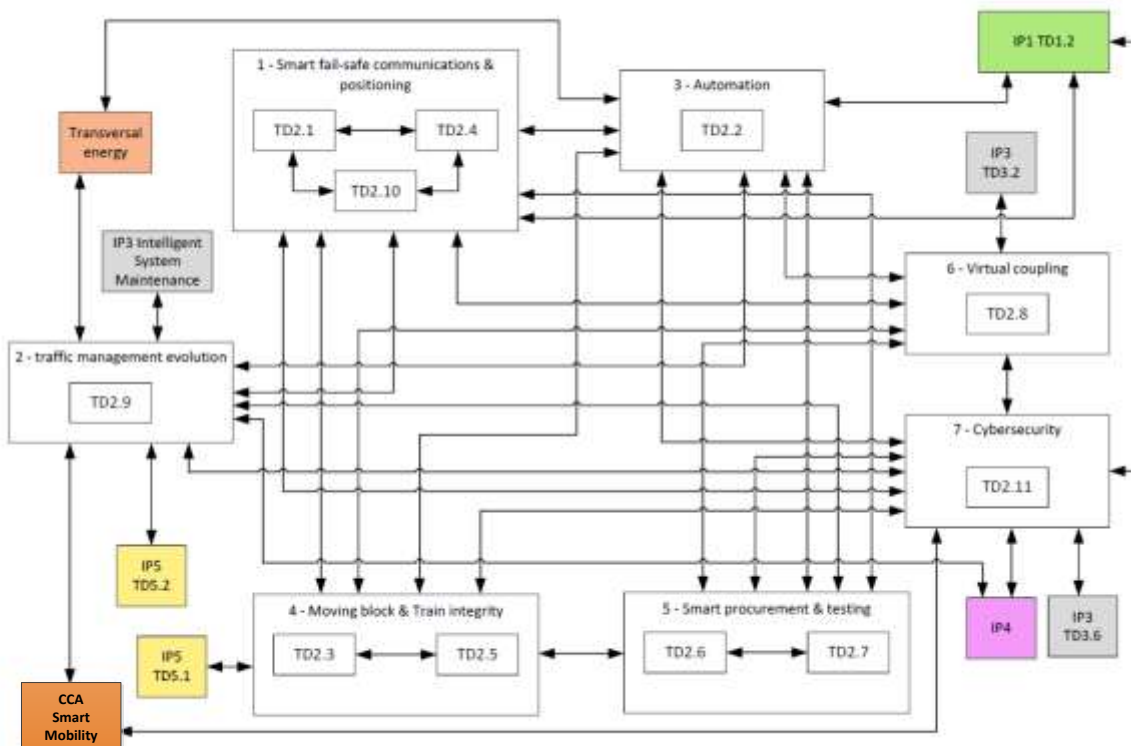 IP1 TD1.2
1 - Smart fail-safe communications &
positioning
TD2.1
TD2.4
TD2.10
3 - Automation
TD2.2
Transversal
energy
IP3
TD3.2
IP3 Intelligent
System
Maintenance
6 - Virtual coupling
TD2.8
2 - traffic management evolution
TD2.9
7 - Cybersecurity
TD2.11
IP5
TD5.2
4 - Moving block & Train integrity
TD2.3
TD2.5
5 - Smart procurement & testing
TD2.6
TD2.7
IP4
IP3
TD3.6
IP5
TD5.1
CCA
Smart
Mobility